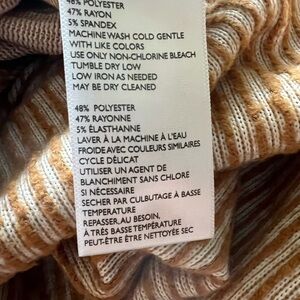 48% POLYESTER
47% RAYON
5% SPANDEX
MACHINE WASH COLD GENTLE
WITH LIKE COLORS
USE ONLY NON-CHLORINE BLEACH
TUMBLE DRY LOW
LOW IRON AS NEEDED
MAY BE DRY CLEANED
48% POLYESTER
47% RAYONNE
5% ÉLASTHANNE
LAVER À LA MACHINE À L'EAU
FROIDE AVEC COULEURS SIMILAIRES
CYCLE DÉLICAT
UTILISER UN AGENT DE
BLANCHIMENT SANS CHLORE
SI NÉCESSAIRE
SECHER PAR CULBUTAGE À BASSE
TEMPERATURE
REPASSER, AU BESOIN,
À TRÈS BASSE TEMPÉRATURE
PEUT-ÊTRE ÊTRE NETTOYÉE SEC